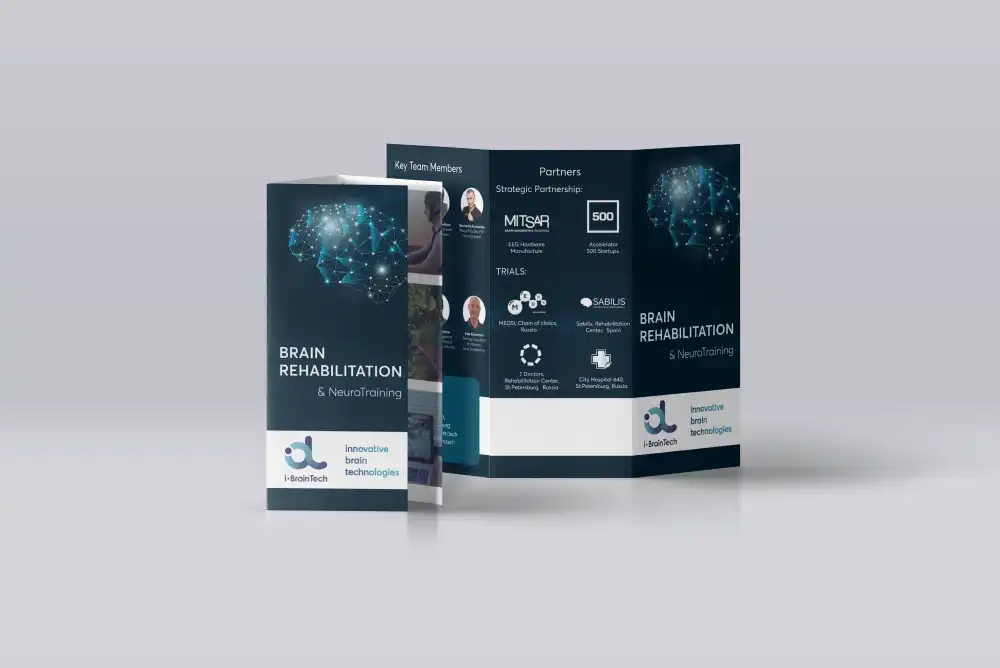 BRAIN
REHABILITATION
& NeuroTraining
i-BrainTech
innovative
brain
technologies
Key Team Members
Partners
Strategic Partnership:
MITSAR
EEG Hardware
Manufacture
500
Accelerator
500 Startups
TRIALS:
MEDSI, Chain of clinics,
Russia
SABILIS
Sabilis, Rehabilitation
Center, Spain
7 Doctors,
Rehabilitation Center,
St.Petersburg, Russia
City Hospital #40,
St.Petersburg, Russia
BRAIN
REHABILITATION
& NeuroTraining
i-BrainTech
innovative
brain
technologies